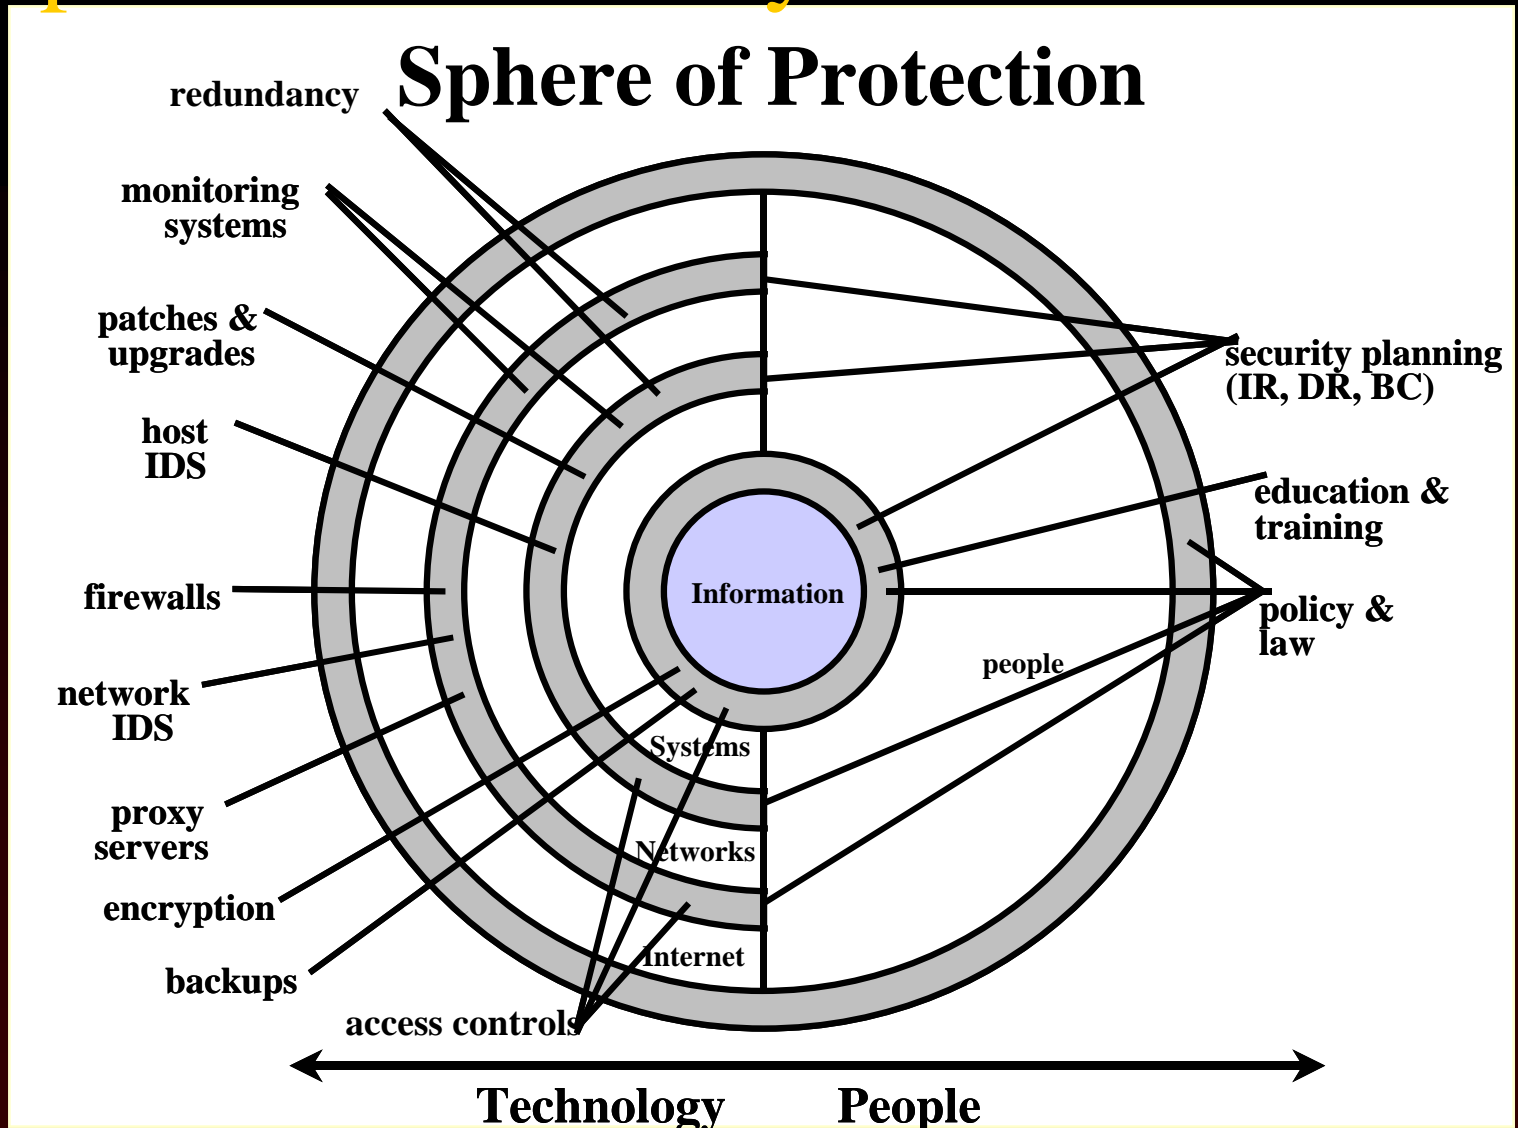 Sphere of Protection
redundancy
monitoring
systems
patches &
upgrades
host
IDS
firewalls
network
IDS
proxy
servers
encryption
backups
access controls
security planning
(IR, DR, BC)
education &
training
policy &
law
people
Information
Systems
Networks
Internet
Technology
People